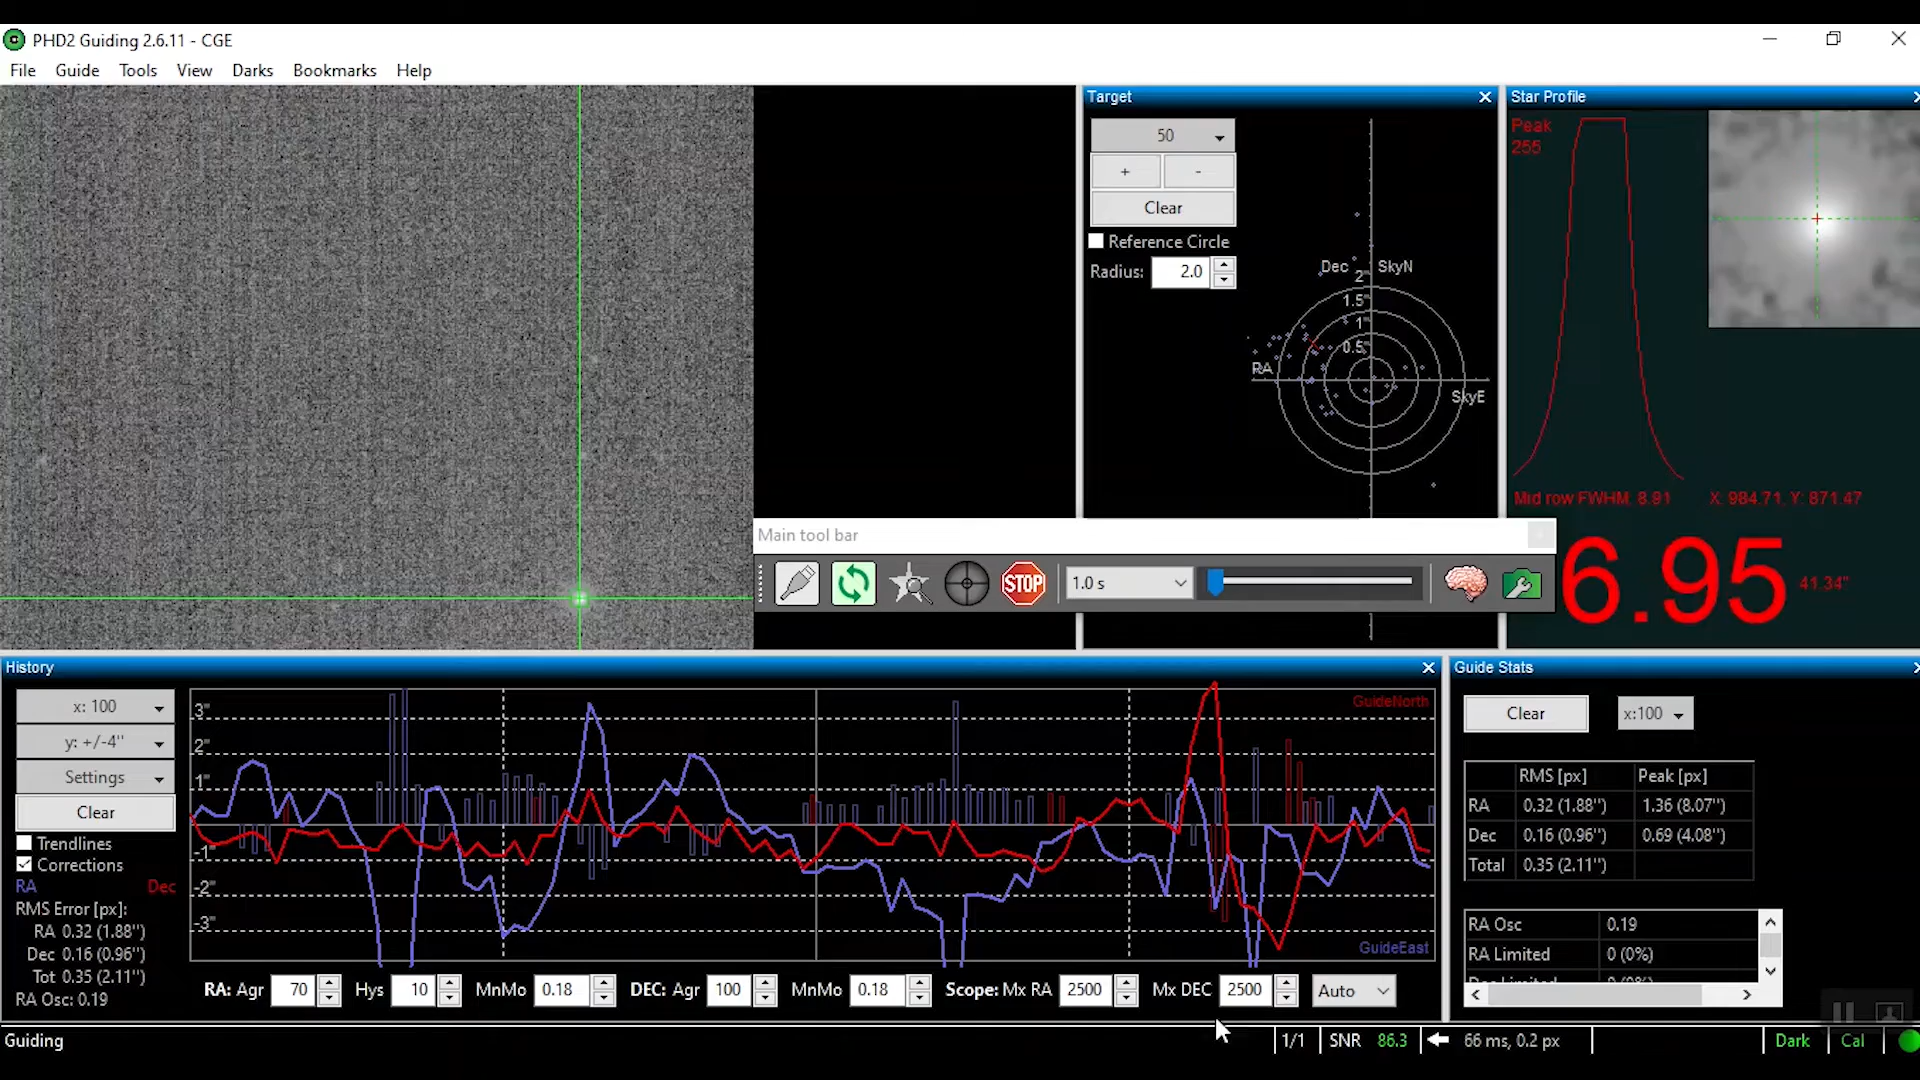 PHD2 Guiding 2.6.11 - CGE
File Guide Tools View Darks Bookmarks Help
Target
50
+ -
Clear
Reference Circle
Radius: 2.0
Dec SkyN
2"
1.5"
1"
0.5"
RA
SkyE
Star Profile
Peak
255
Mid row FWHM: 8.91 X: 984.71, Y: 871.47
6.95 41.34"
Main tool bar
STOP 1.0 s
History
x: 100
y: +/-4"
Settings
Clear
Trendlines
Corrections
RA Dec
RMS Error [px]:
RA 0.32 (1.88")
Dec 0.16 (0.96")
Tot 0.35 (2.11")
RA Osc: 0.19
3"
2"
1"
-1"
-2"
-3"
GuideNorth
GuideEast
RA: Agr 70 Hys 10 MnMo 0.18 DEC: Agr 100 MnMo 0.18 Scope: Mx RA 2500 Mx DEC 2500 Auto
Guide Stats
Clear x:100
RMS [px] Peak [px]
RA 0.32 (1.88") 1.36 (8.07")
Dec 0.16 (0.96") 0.69 (4.08")
Total 0.35 (2.11")
RA Osc 0.19
RA Limited 0 (0%)
Dec Limited 0 (0%)
Guiding 1/1 SNR 86.3 66 ms, 0.2 px Dark Cal